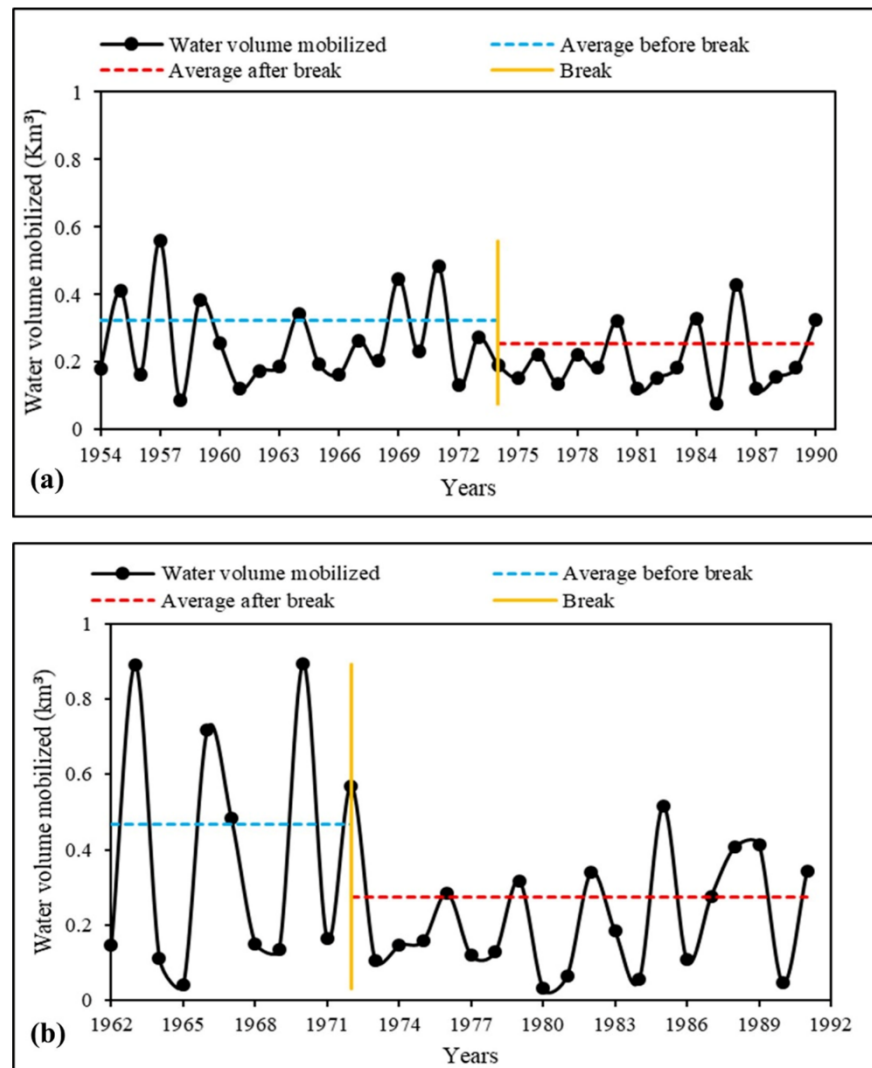 Water volume mobilized Average before break
Average after break Break
Water volume mobilized (Km³)
1
0.8
0.6
0.4
0.2
0
1954 1957 1960 1963 1966 1969 1972 1975 1978 1981 1984 1987 1990
Years
(a)
Water volume mobilized Average before break
Average after break Break
Water volume mobilized (km³)
1
0.8
0.6
0.4
0.2
0
1962 1965 1968 1971 1974 1977 1980 1983 1986 1989 1992
Years
(b)